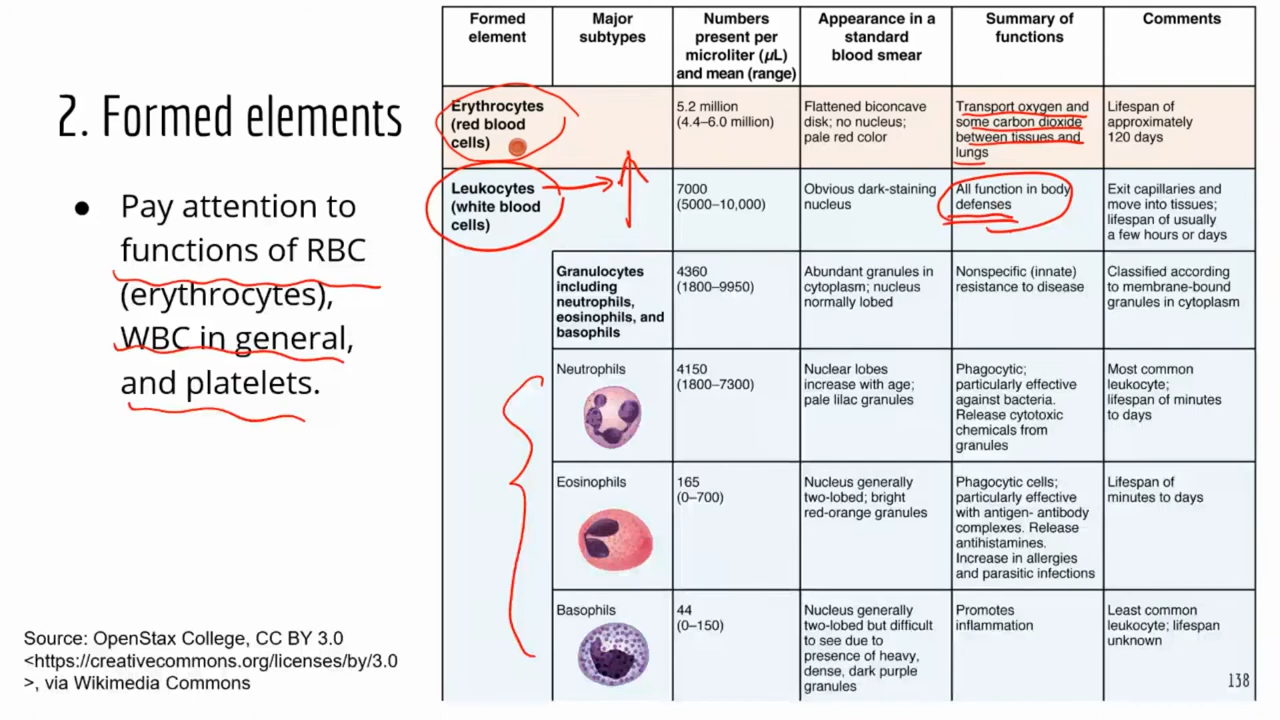 2. Formed elements
● Pay attention to
functions of RBC
(erythrocytes),
WBC in general,
and platelets.
Source: OpenStax College, CC BY 3.0
<https://creativecommons.org/licenses/by/3.0
>, via Wikimedia Commons
Formed
element
Major
subtypes
Numbers
present per
microliter (µL)
and mean (range)
Appearance in a
standard
blood smear
Summary of
functions
Comments
Erythrocytes
(red blood
cells)
5.2 million
(4.4–6.0 million)
Flattened biconcave
disk; no nucleus;
pale red color
Transport oxygen and
some carbon dioxide
between tissues and
lungs
Lifespan of
approximately
120 days
Leukocytes
(white blood
cells)
7000
(5000–10,000)
Obvious dark-staining
nucleus
All function in body
defenses
Exit capillaries and
move into tissues;
lifespan of usually
a few hours or days
Granulocytes
including
neutrophils,
eosinophils, and
basophils
4360
(1800–9950)
Abundant granules in
cytoplasm; nucleus
normally lobed
Nonspecific (innate)
resistance to disease
Classified according
to membrane-bound
granules in cytoplasm
Neutrophils
4150
(1800–7300)
Nuclear lobes
increase with age;
pale lilac granules
Phagocytic;
particularly effective
against bacteria.
Release cytotoxic
chemicals from
granules
Most common
leukocyte;
lifespan of minutes
to days
Eosinophils
165
(0–700)
Nucleus generally
two-lobed; bright
red-orange granules
Phagocytic cells;
particularly effective
with antigen- antibody
complexes. Release
antihistamines.
Increase in allergies
and parasitic infections
Lifespan of
minutes to days
Basophils
44
(0–150)
Nucleus generally
two-lobed but difficult
to see due to
presence of heavy,
dense, dark purple
granules
Promotes
inflammation
Least common
leukocyte; lifespan
unknown
138